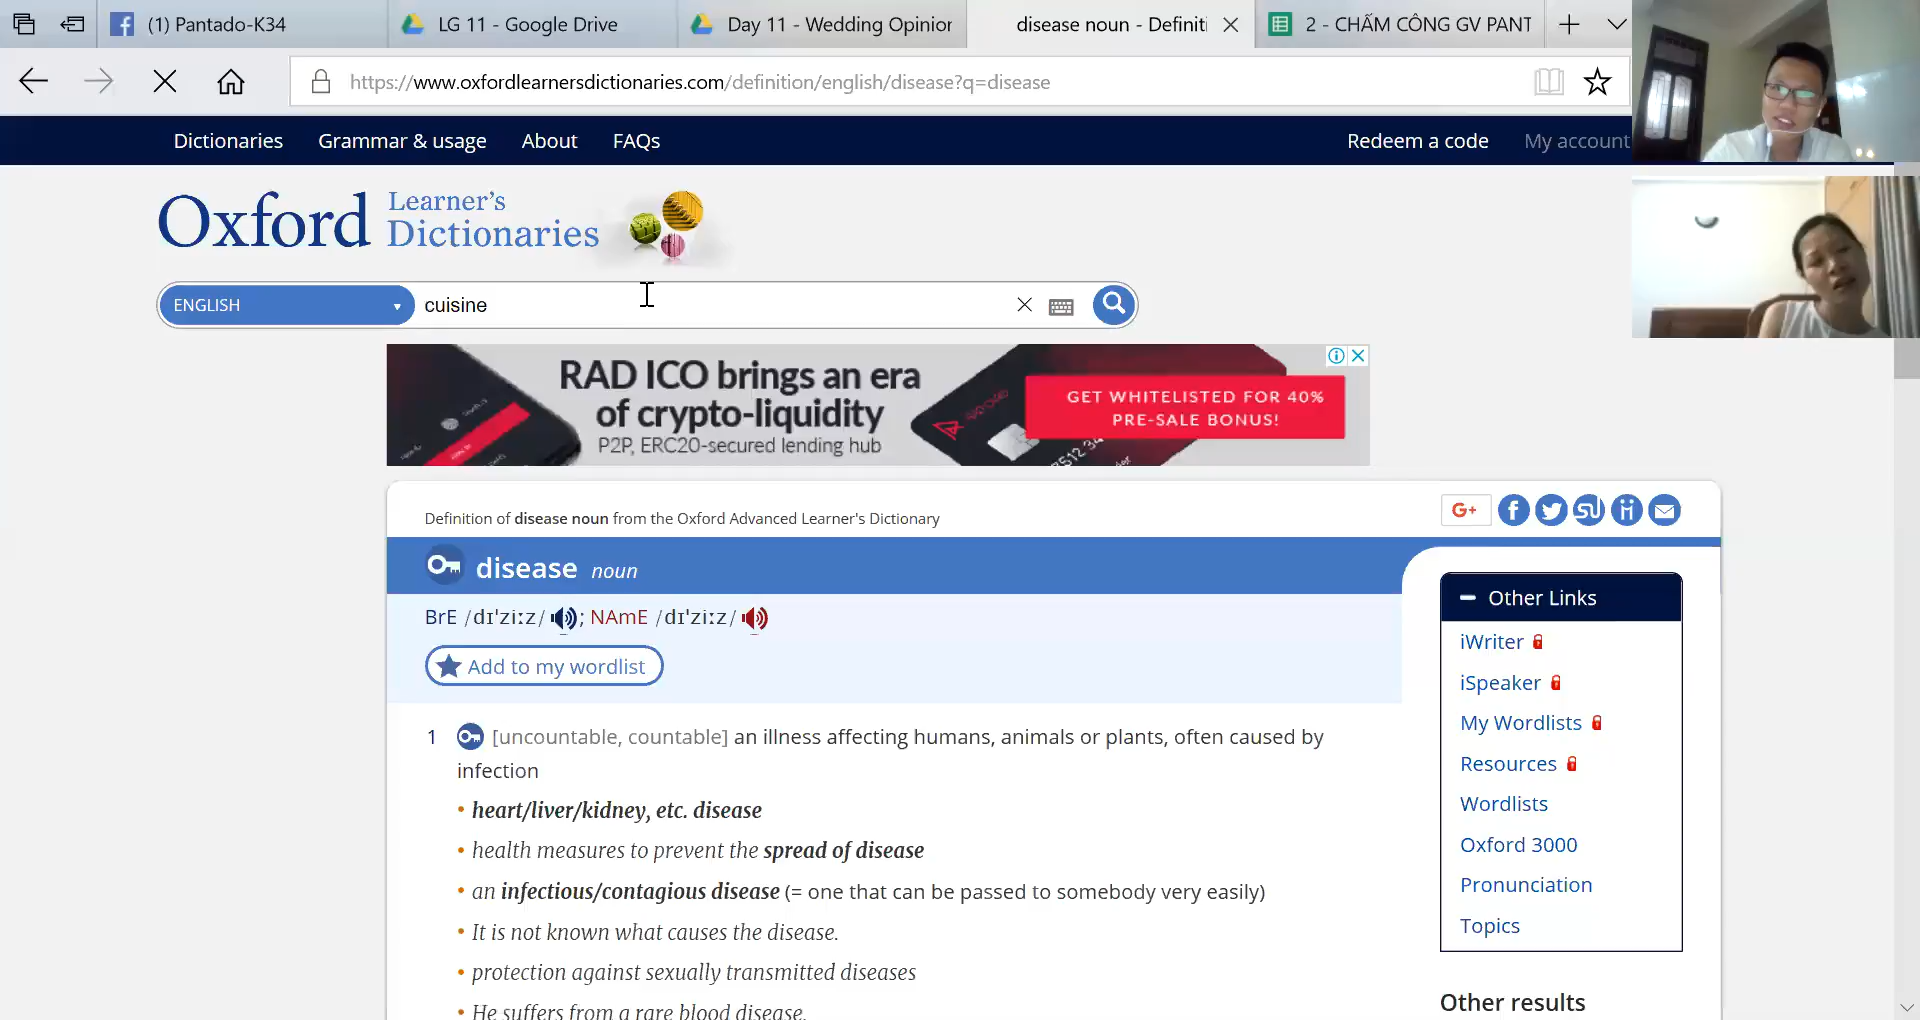 (1) Pantado-K34
LG 11 - Google Drive
Day 11 - Wedding Opinior
disease noun - Definiti
2 - CHẤM CÔNG GV PANT
https://www.oxfordlearnersdictionaries.com/definition/english/disease?q=disease
Dictionaries Grammar & usage About FAQs Redeem a code My account
Oxford Learner's Dictionaries
ENGLISH cuisine
RAD ICO brings an era
of crypto-liquidity
P2P, ERC20-secured lending hub
GET WHITELISTED FOR 40%
PRE-SALE BONUS!
Definition of disease noun from the Oxford Advanced Learner's Dictionary
G+
disease noun
BrE /dɪˈziːz/ ; NAmE /dɪˈziːz/
Add to my wordlist
1 [uncountable, countable] an illness affecting humans, animals or plants, often caused by
infection
• heart/liver/kidney, etc. disease
• health measures to prevent the spread of disease
• an infectious/contagious disease (= one that can be passed to somebody very easily)
• It is not known what causes the disease.
• protection against sexually transmitted diseases
• He suffers from a rare blood disease.
Other Links
iWriter
iSpeaker
My Wordlists
Resources
Wordlists
Oxford 3000
Pronunciation
Topics
Other results